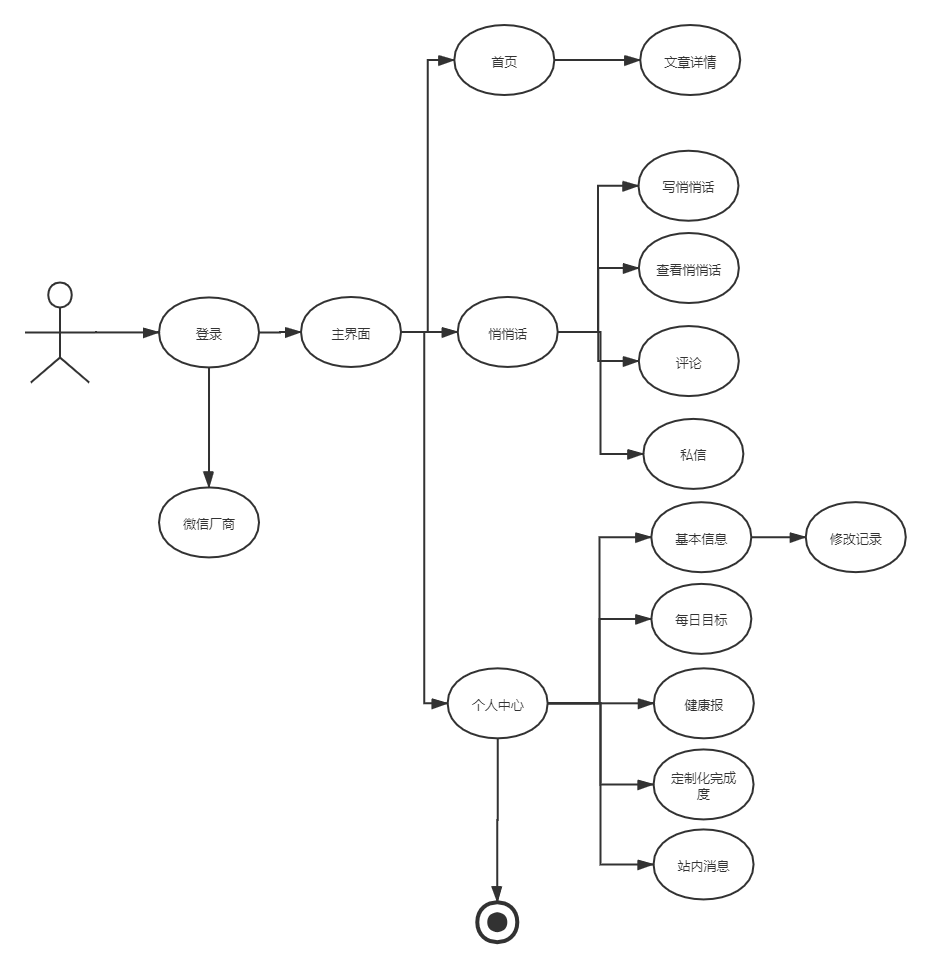 首页
文章详情
写悄悄话
查看悄悄话
登录
主界面
悄悄话
评论
私信
微信厂商
基本信息
修改记录
每日目标
个人中心
健康报
定制化完成
度
站内消息